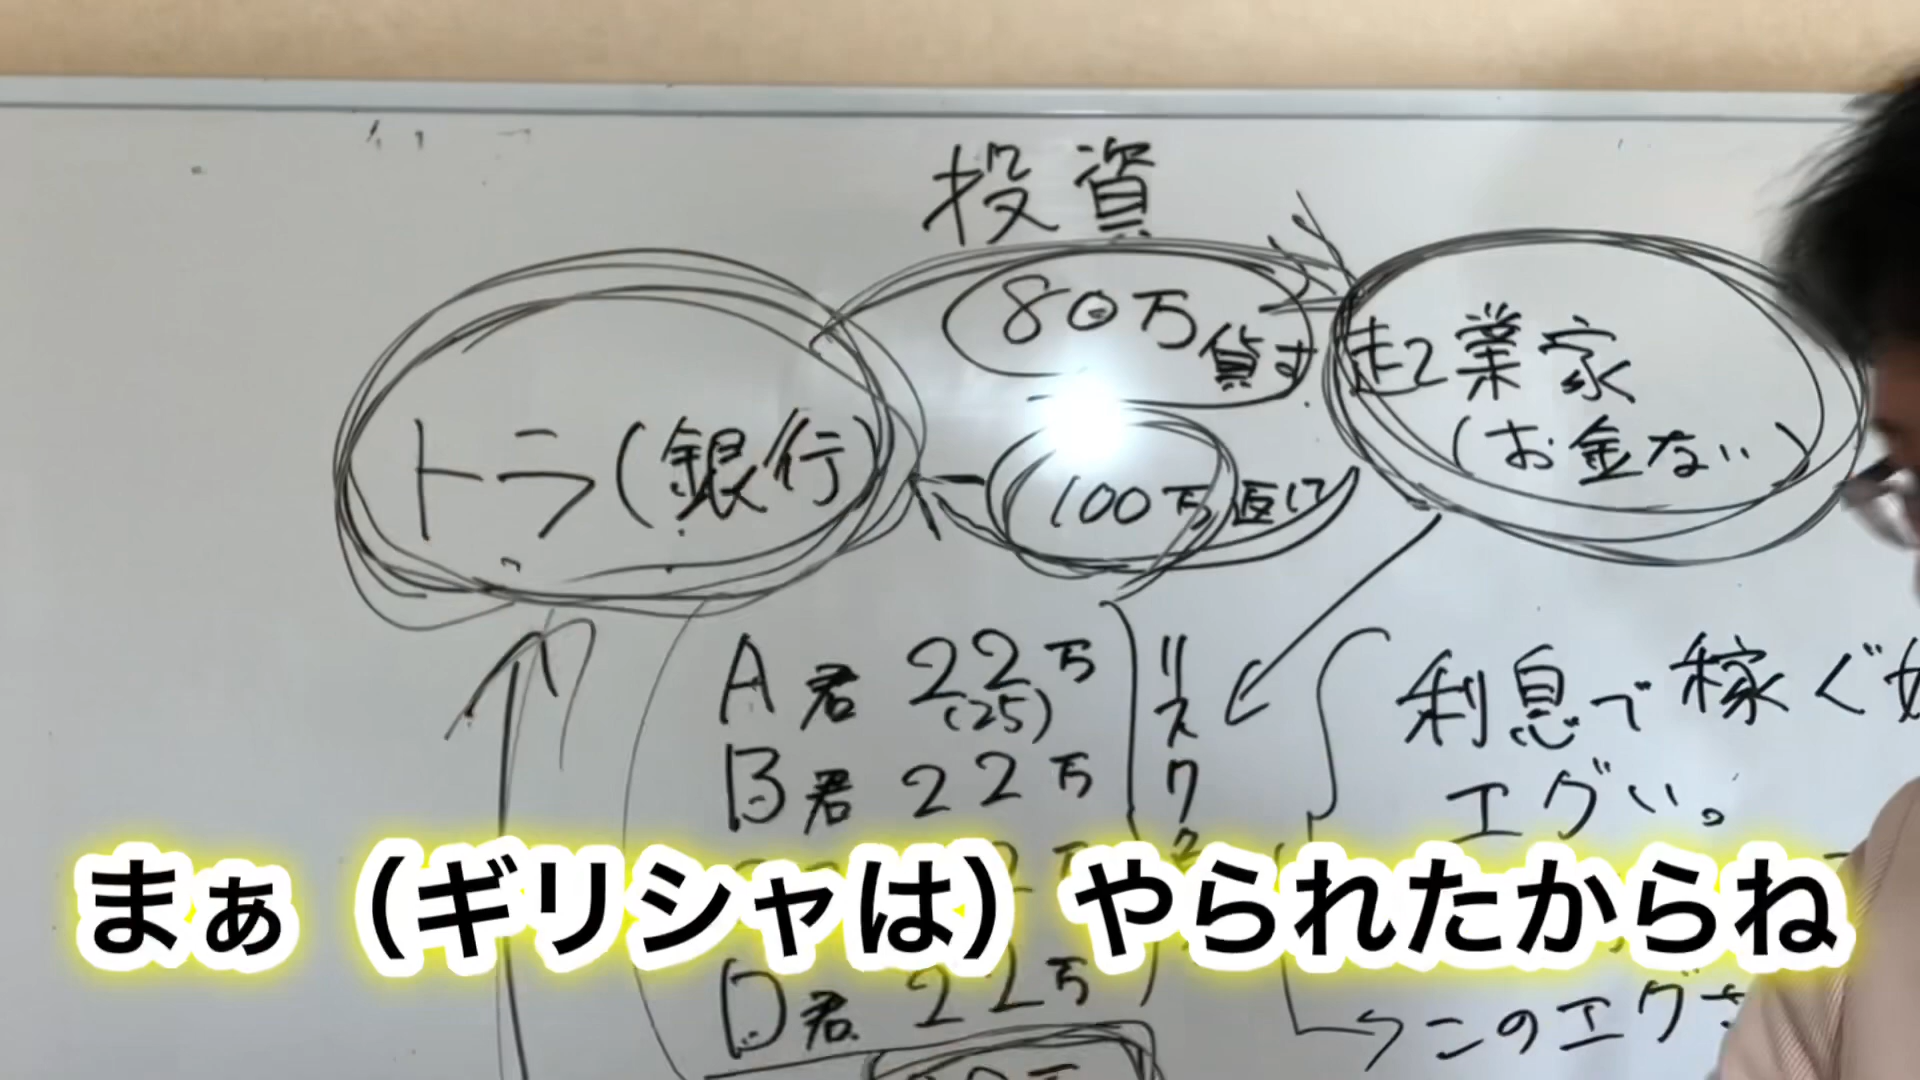 投資
80万貸す
起業家
(お金ない)
トラ(銀行)
100万返す
A君 22万
(25)
B君 22万
リスク
利息で稼ぐ
エグい。
まぁ（ギリシャは）やられたからね
D君 22万
→このエグさ